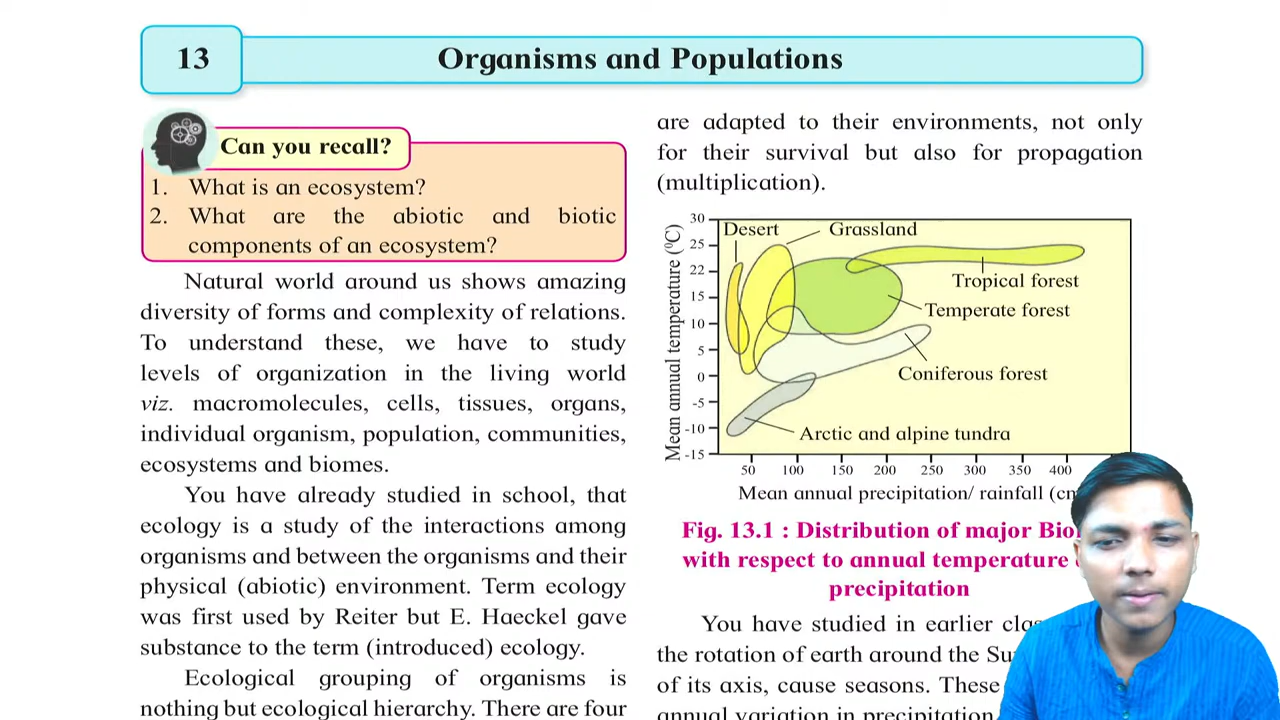 13
Organisms and Populations
Can you recall?
1. What is an ecosystem?
2. What are the abiotic and biotic
components of an ecosystem?
Natural world around us shows amazing
diversity of forms and complexity of relations.
To understand these, we have to study
levels of organization in the living world
viz. macromolecules, cells, tissues, organs,
individual organism, population, communities,
ecosystems and biomes.
You have already studied in school, that
ecology is a study of the interactions among
organisms and between the organisms and their
physical (abiotic) environment. Term ecology
was first used by Reiter but E. Haeckel gave
substance to the term (introduced) ecology.
Ecological grouping of organisms is
nothing but ecological hierarchy. There are four
are adapted to their environments, not only
for their survival but also for propagation
(multiplication).
Mean annual temperature (⁰C)
30
25
22
15
10
5
0
-5
-10
-15
Desert
Grassland
Tropical forest
Temperate forest
Coniferous forest
Arctic and alpine tundra
50 100 150 200 250 300 350 400
Mean annual precipitation/ rainfall
Fig. 13.1 : Distribution of major
with respect to annual temperature
precipitation
You have studied in earlier
the rotation of earth around the
of its axis, cause seasons. These
annual variation in precipitation